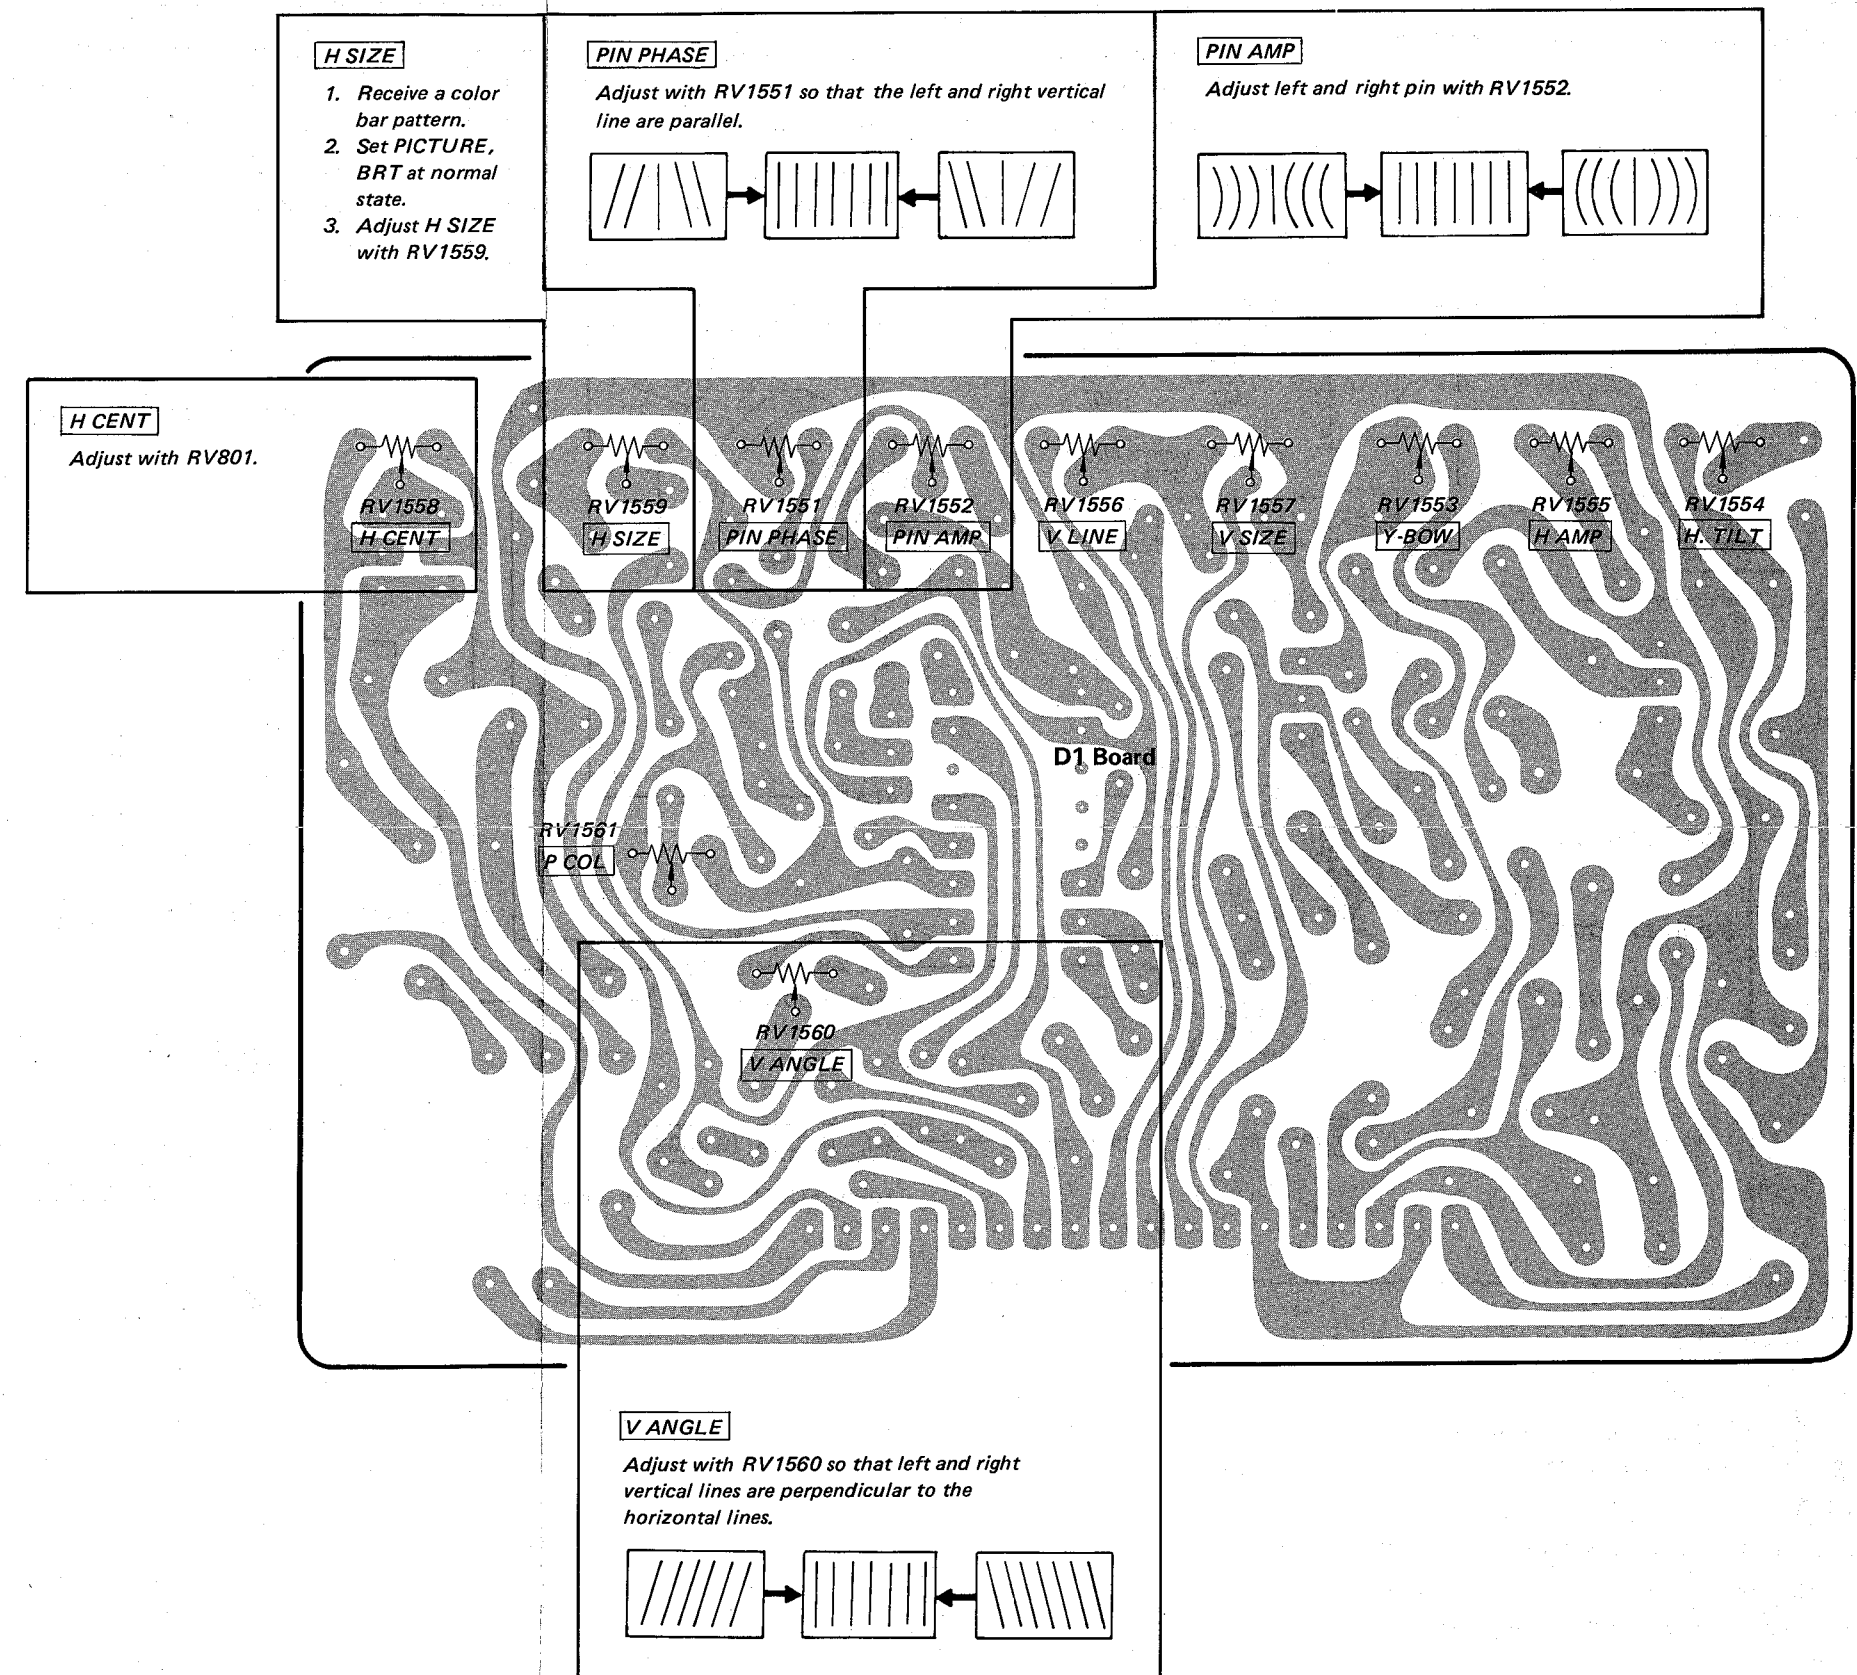 H SIZE
1. Receive a color
bar pattern.
2. Set PICTURE,
BRT at normal
state.
3. Adjust H SIZE
with RV1559.
PIN PHASE
Adjust with RV1551 so that the left and right vertical
line are parallel.
PIN AMP
Adjust left and right pin with RV1552.
H CENT
Adjust with RV801.
RV1558
H CENT
RV1559
H SIZE
RV1551
PIN PHASE
RV1552
PIN AMP
RV1556
V LINE
RV1557
V SIZE
RV1553
Y-BOW
RV1555
H AMP
RV1554
H. TILT
D1 Board
RV1561
P COL
RV1560
V ANGLE
V ANGLE
Adjust with RV1560 so that left and right
vertical lines are perpendicular to the
horizontal lines.